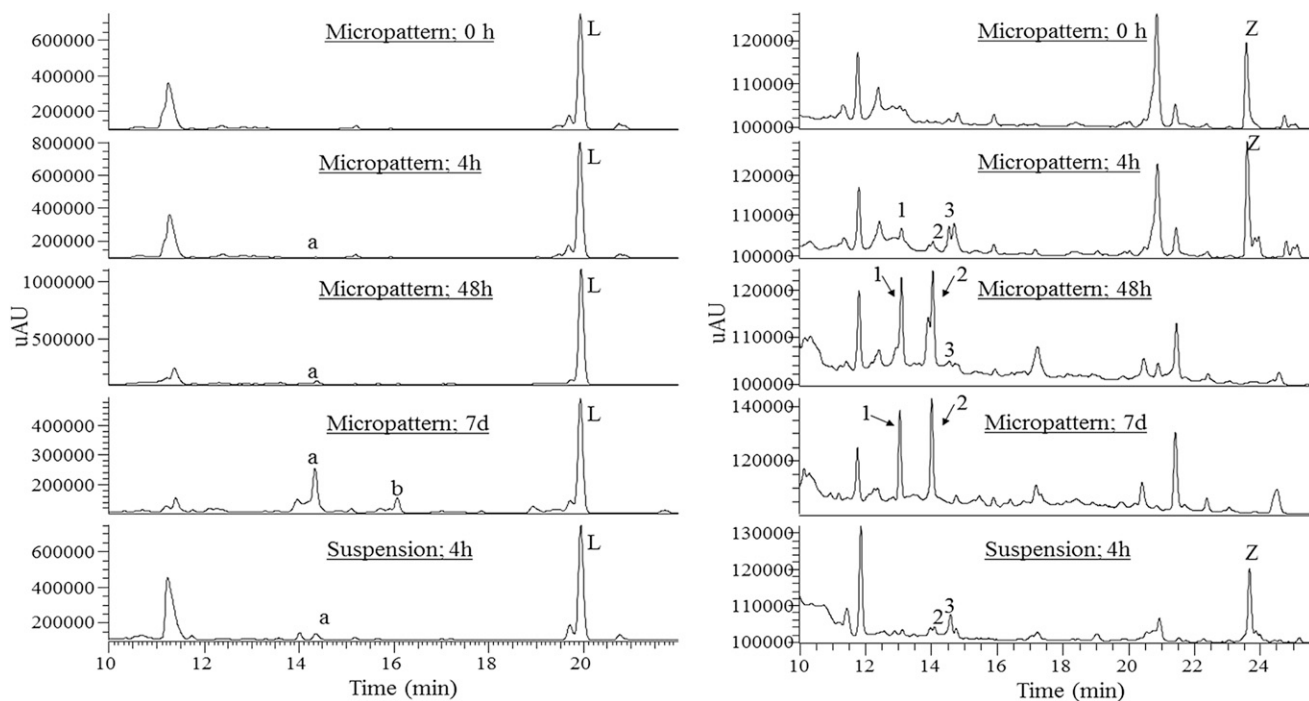 Micropattern; 0 h
L
600000
400000
200000
Micropattern; 4h
L
a
800000
600000
400000
200000
Micropattern; 48h
L
a
1000000
500000
uAU
Micropattern; 7d
L
a
b
400000
300000
200000
Suspension; 4h
L
a
600000
400000
200000
10 12 14 16 18 20
Time (min)
Micropattern; 0 h
Z
120000
110000
100000
Micropattern; 4h
Z
1
2
3
120000
110000
100000
Micropattern; 48h
1
2
3
120000
110000
100000
uAU
Micropattern; 7d
1
2
140000
120000
Suspension; 4h
Z
2
3
130000
120000
110000
100000
10 12 14 16 18 20 22 24
Time (min)